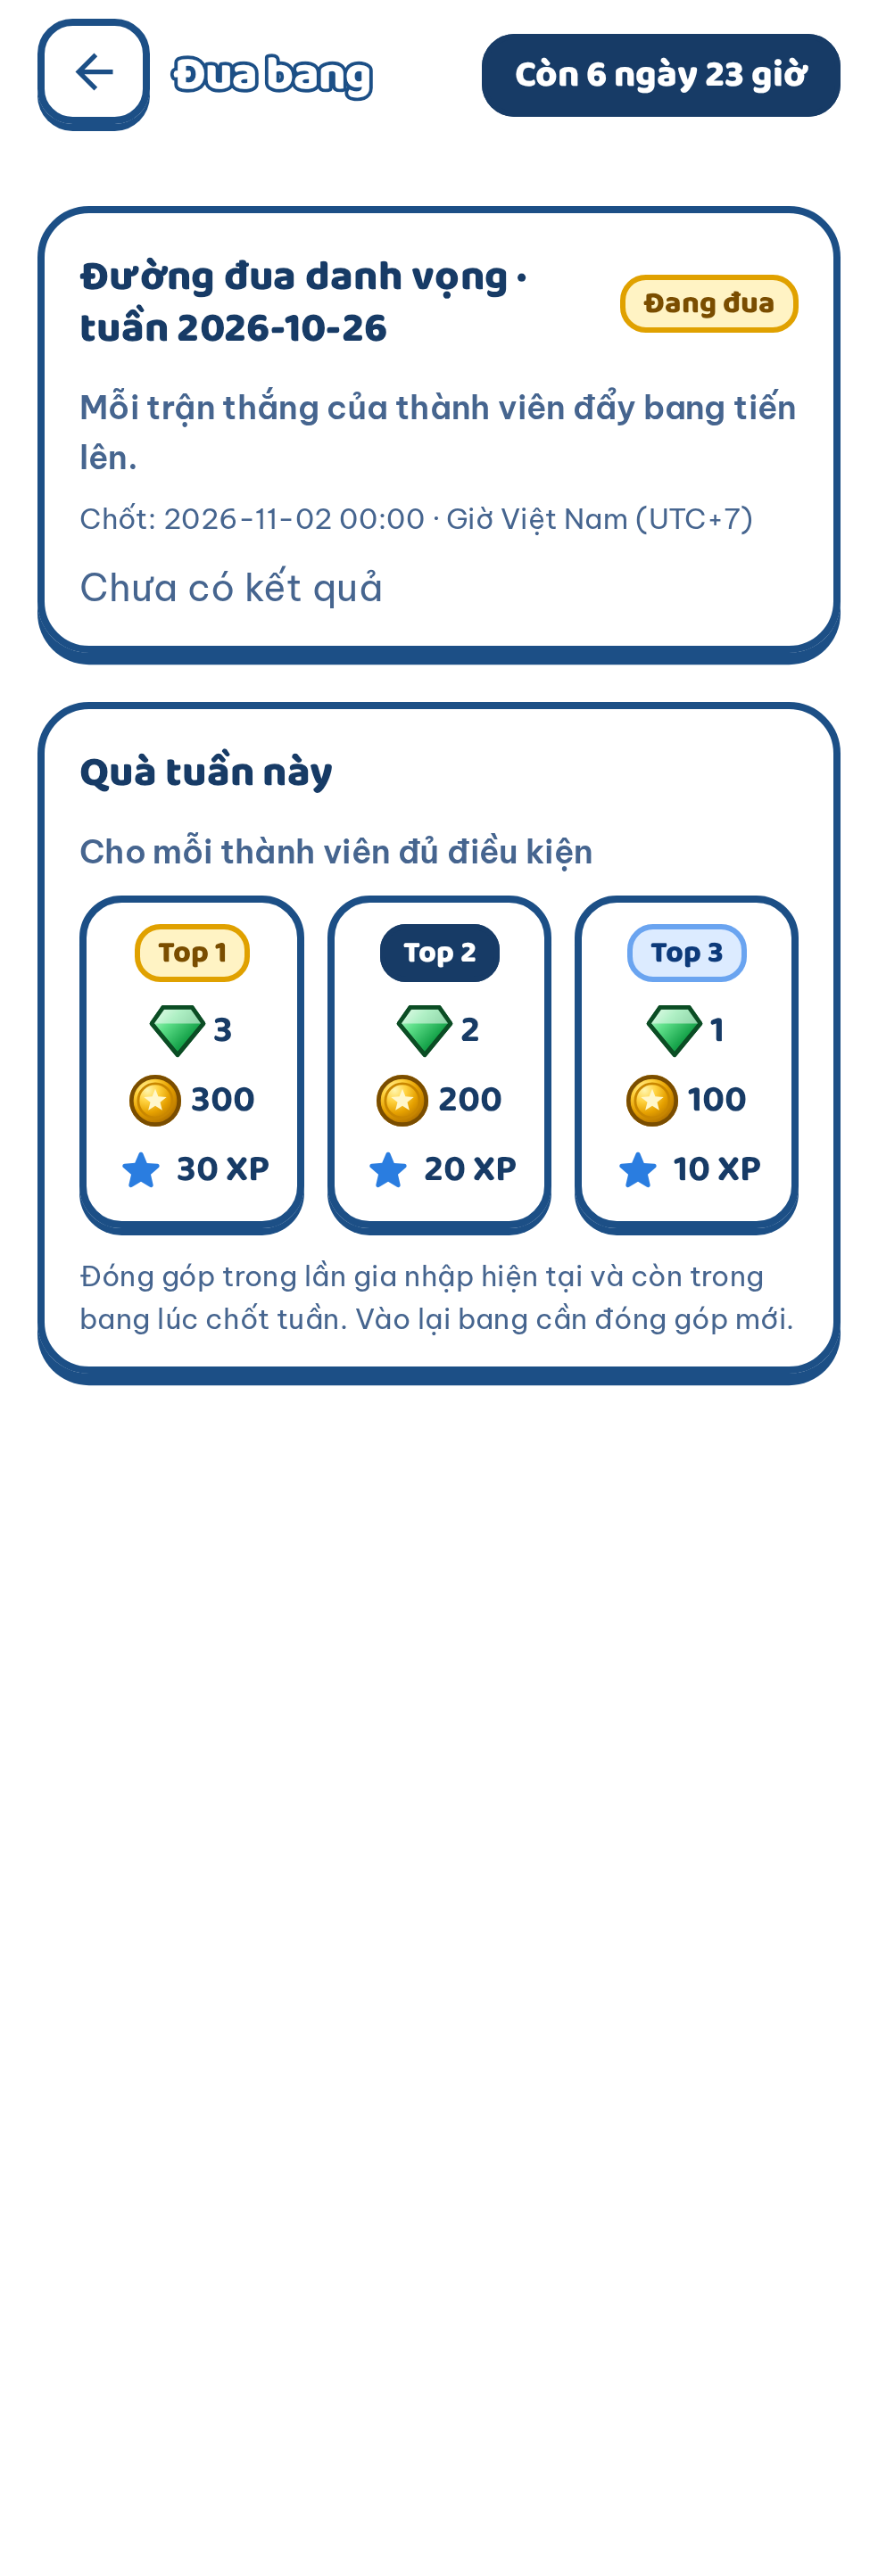 Đua bang
Còn 6 ngày 23 giờ
Đường đua danh vọng ·
tuần 2026-10-26
Đang đua
Mỗi trận thắng của thành viên đẩy bang tiến
lên.
Chốt: 2026-11-02 00:00 · Giờ Việt Nam (UTC+7)
Chưa có kết quả
Quà tuần này
Cho mỗi thành viên đủ điều kiện
Top 1
3
300
30 XP
Top 2
2
200
20 XP
Top 3
1
100
10 XP
Đóng góp trong lần gia nhập hiện tại và còn trong
bang lúc chốt tuần. Vào lại bang cần đóng góp mới.